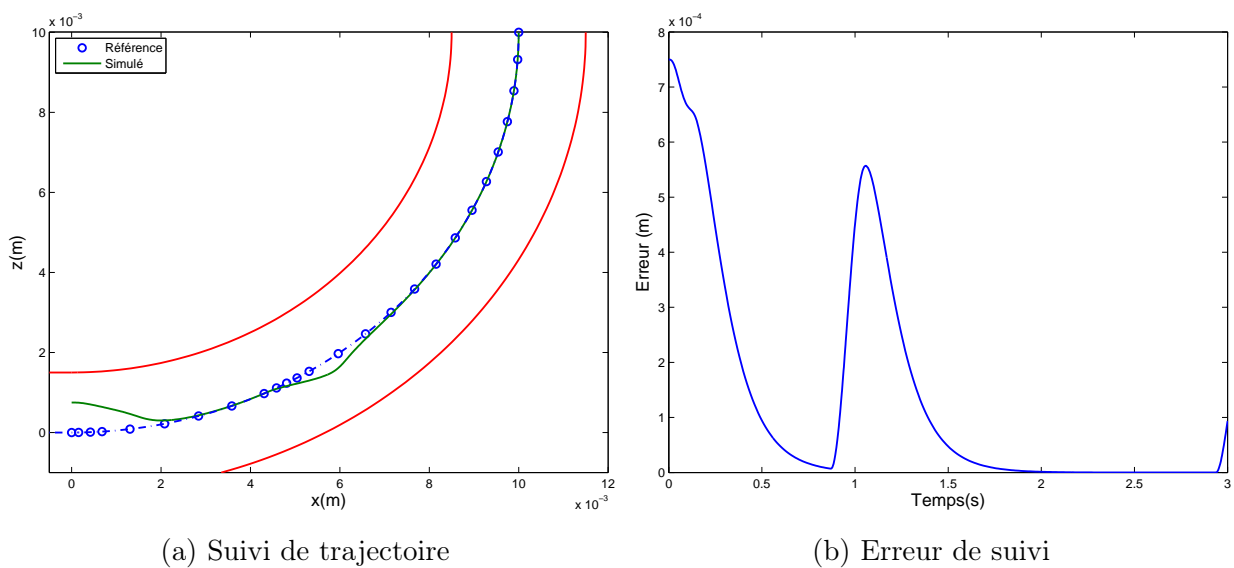 x 10⁻³
10
8
6
4
2
0
z(m)
Référence
Simulé
0
2
4
6
8
10
12
x(m)
x 10⁻³
x 10⁻⁴
8
7
6
5
4
3
2
1
0
Erreur (m)
0
0.5
1
1.5
2
2.5
3
Temps(s)
(a) Suivi de trajectoire
(b) Erreur de suivi